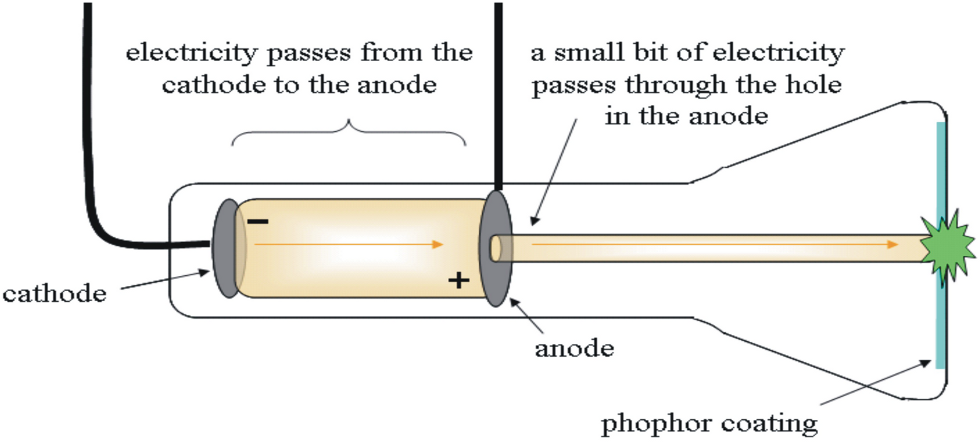 electricity passes from the
cathode to the anode
a small bit of electricity
passes through the hole
in the anode
−
+
cathode
anode
phophor coating